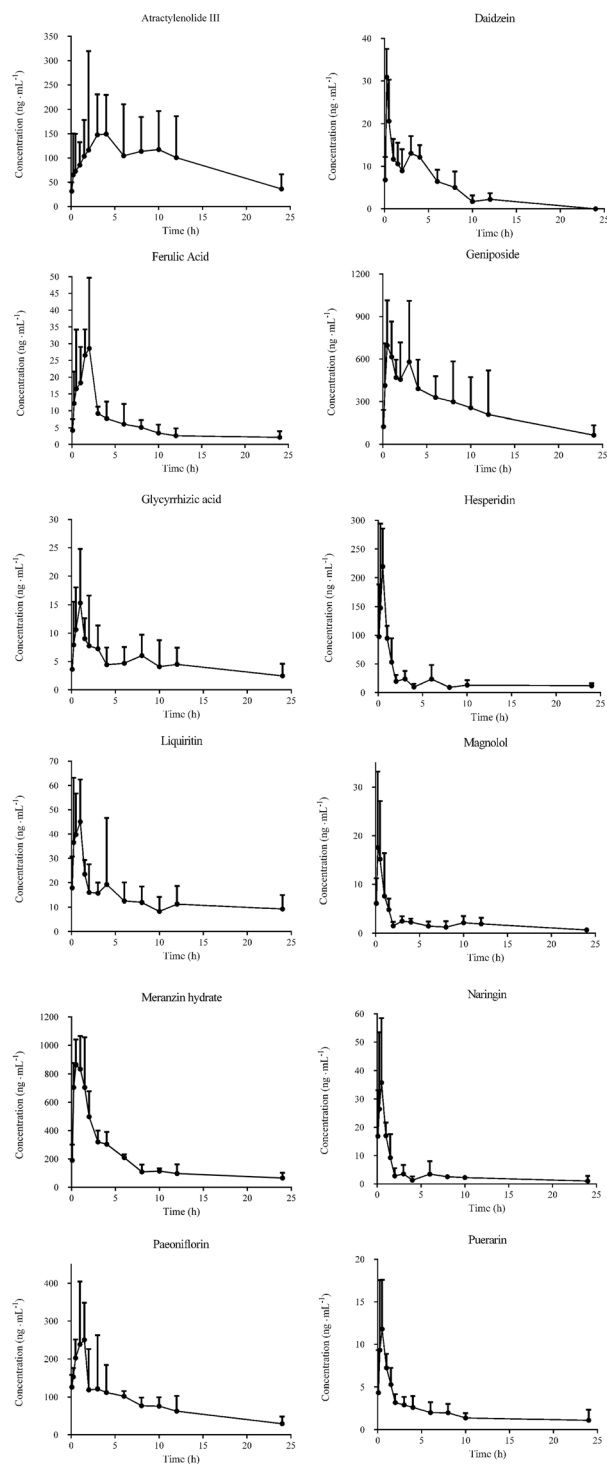 Atractylenolide III
Concentration (ng·mL⁻¹)
350
300
250
200
150
100
50
0
0 5 10 15 20 25
Time (h)
Daidzein
Concentration (ng·mL⁻¹)
40
30
20
10
0
0 5 10 15 20 25
Time (h)
Ferulic Acid
Concentration (ng·mL⁻¹)
50
45
40
35
30
25
20
15
10
5
0
0 5 10 15 20 25
Time (h)
Geniposide
Concentration (ng·mL⁻¹)
1200
900
600
300
0
0 5 10 15 20 25
Time (h)
Glycyrrhizic acid
Concentration (ng·mL⁻¹)
30
25
20
15
10
5
0
0 5 10 15 20 25
Time (h)
Hesperidin
Concentration (ng·mL⁻¹)
300
250
200
150
100
50
0
0 5 10 15 20 25
Time (h)
Liquiritin
Concentration (ng·mL⁻¹)
70
60
50
40
30
20
10
0
0 5 10 15 20 25
Time (h)
Magnolol
Concentration (ng·mL⁻¹)
30
20
10
0
0 5 10 15 20 25
Time (h)
Meranzin hydrate
Concentration (ng·mL⁻¹)
1200
1000
800
600
400
200
0
0 5 10 15 20 25
Time (h)
Naringin
Concentration (ng·mL⁻¹)
60
50
40
30
20
10
0
0 5 10 15 20 25
Time (h)
Paeoniflorin
Concentration (ng·mL⁻¹)
400
300
200
100
0
0 5 10 15 20 25
Time (h)
Puerarin
Concentration (ng·mL⁻¹)
20
15
10
5
0
0 5 10 15 20 25
Time (h)